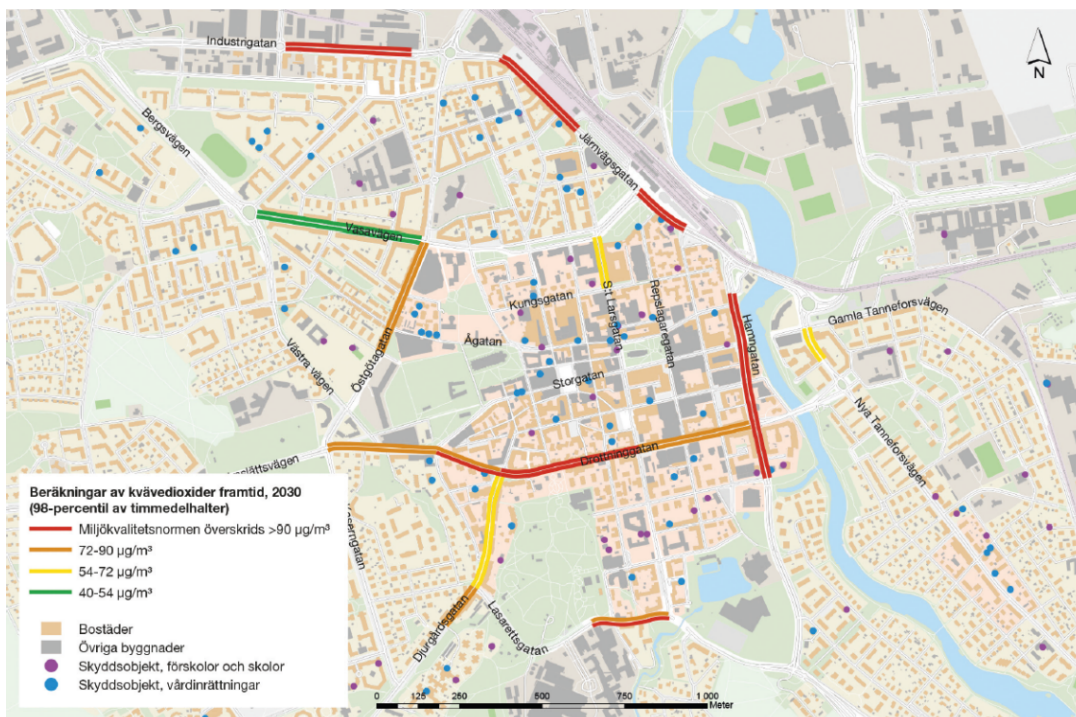 Industrigatan
N
Bergsvägen
Järnvägsgatan
Vasavägen
Kungsgatan
S:t Larsgatan
Repslagaregatan
Hamngatan
Gamla Tanneforsvägen
Östgötagatan
Västra vägen
Ågatan
Storgatan
Nya Tanneforsvägen
Drottninggatan
Djurgårdsgatan
Lasarettsgatan
Beräkningar av kvävedioxider framtid, 2030
(98-percentil av timmedelhalter)
Miljökvalitetsnormen överskrids >90 µg/m³
72-90 µg/m³
54-72 µg/m³
40-54 µg/m³
Bostäder
Övriga byggnader
Skyddsobjekt, förskolor och skolor
Skyddsobjekt, vårdinrättningar
0 125 250 500 750 1 000
Meter